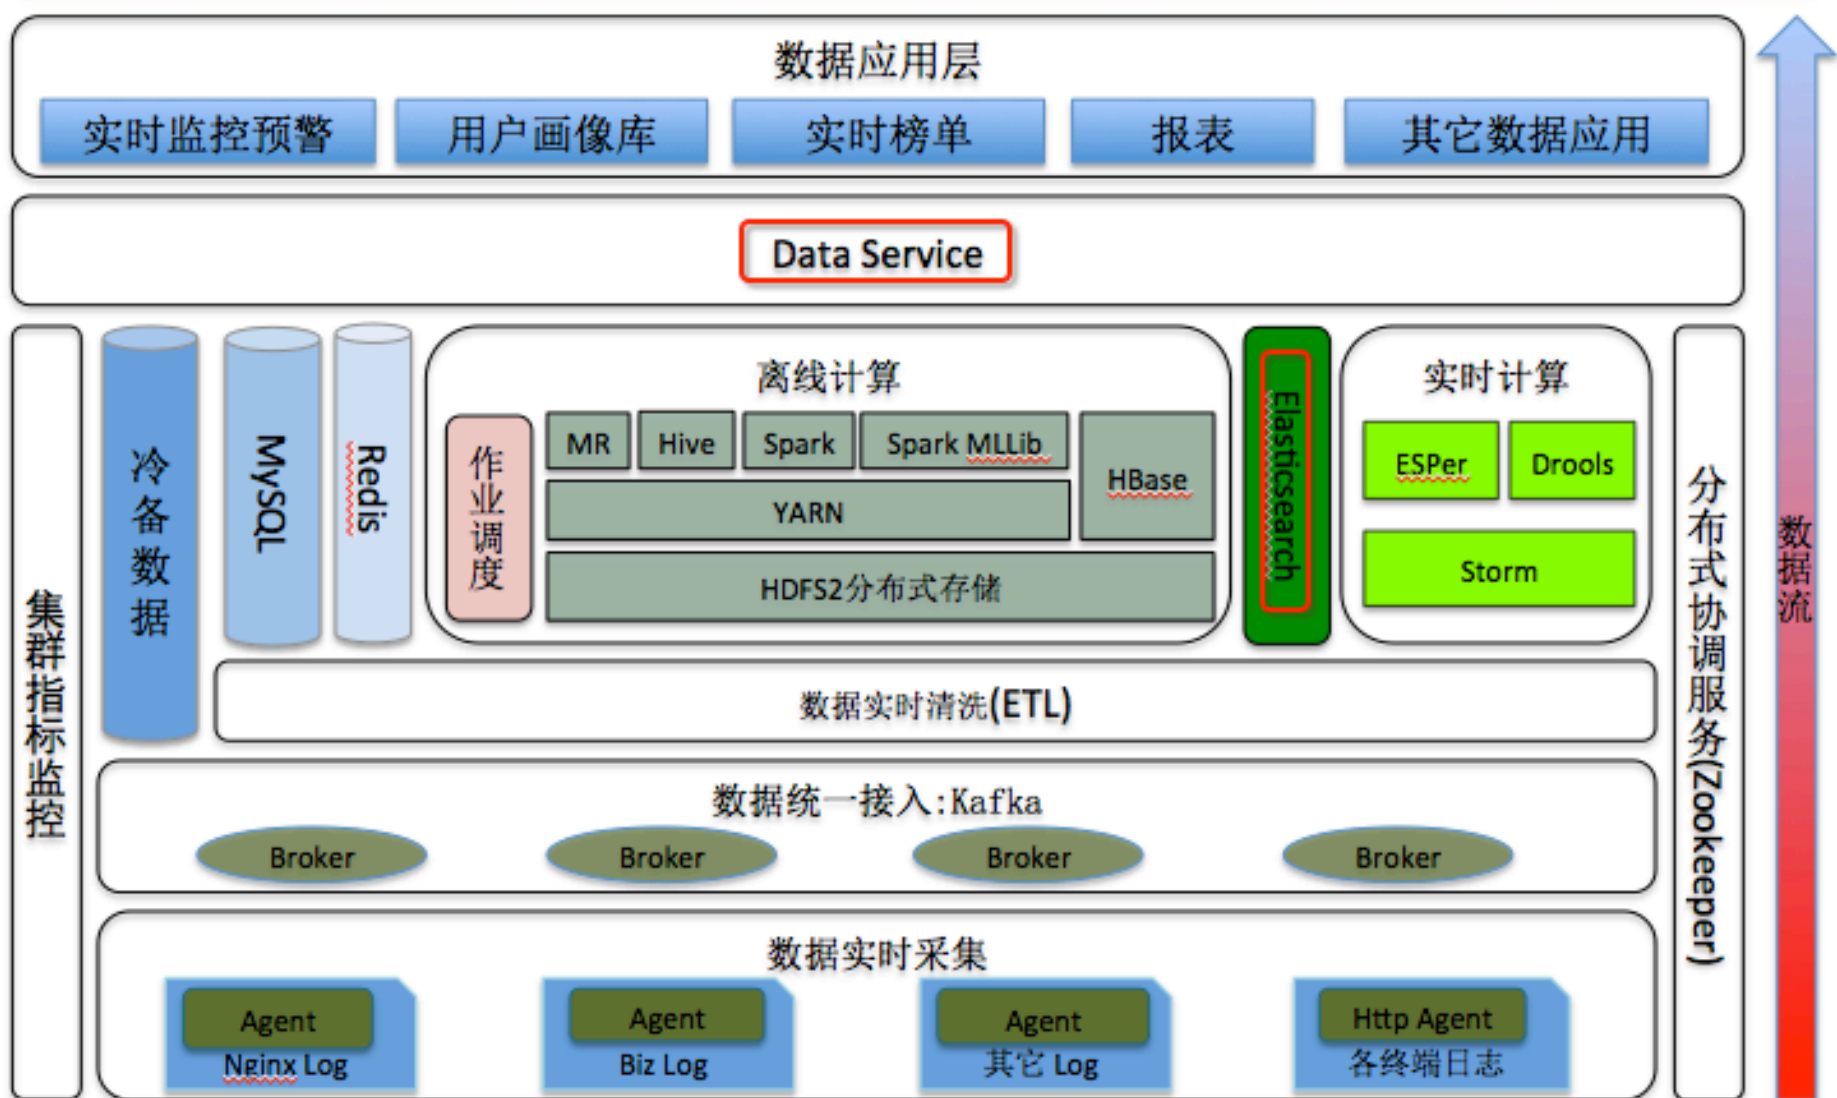 数据应用层
实时监控预警
用户画像库
实时榜单
报表
其它数据应用
Data Service
集群指标监控
冷备数据
MySQL
Redis
离线计算
作业调度
MR
Hive
Spark
Spark MLLib
HBase
YARN
HDFS2分布式存储
Elasticsearch
实时计算
ESPer
Drools
Storm
分布式协调服务(Zookeeper)
数据流
数据实时清洗(ETL)
数据统一接入:Kafka
Broker
Broker
Broker
Broker
数据实时采集
Agent
Nginx Log
Agent
Biz Log
Agent
其它 Log
Http Agent
各终端日志